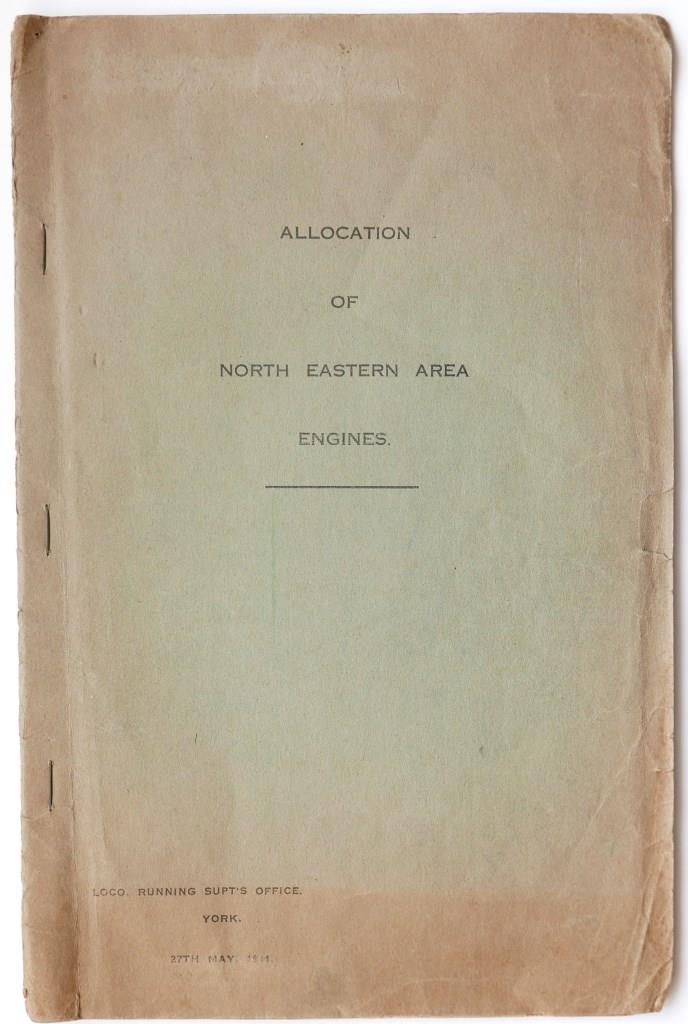 ALLOCATION
OF
NORTH EASTERN AREA
ENGINES.
LOCO. RUNNING SUPT'S OFFICE.
YORK.
27TH MAY,